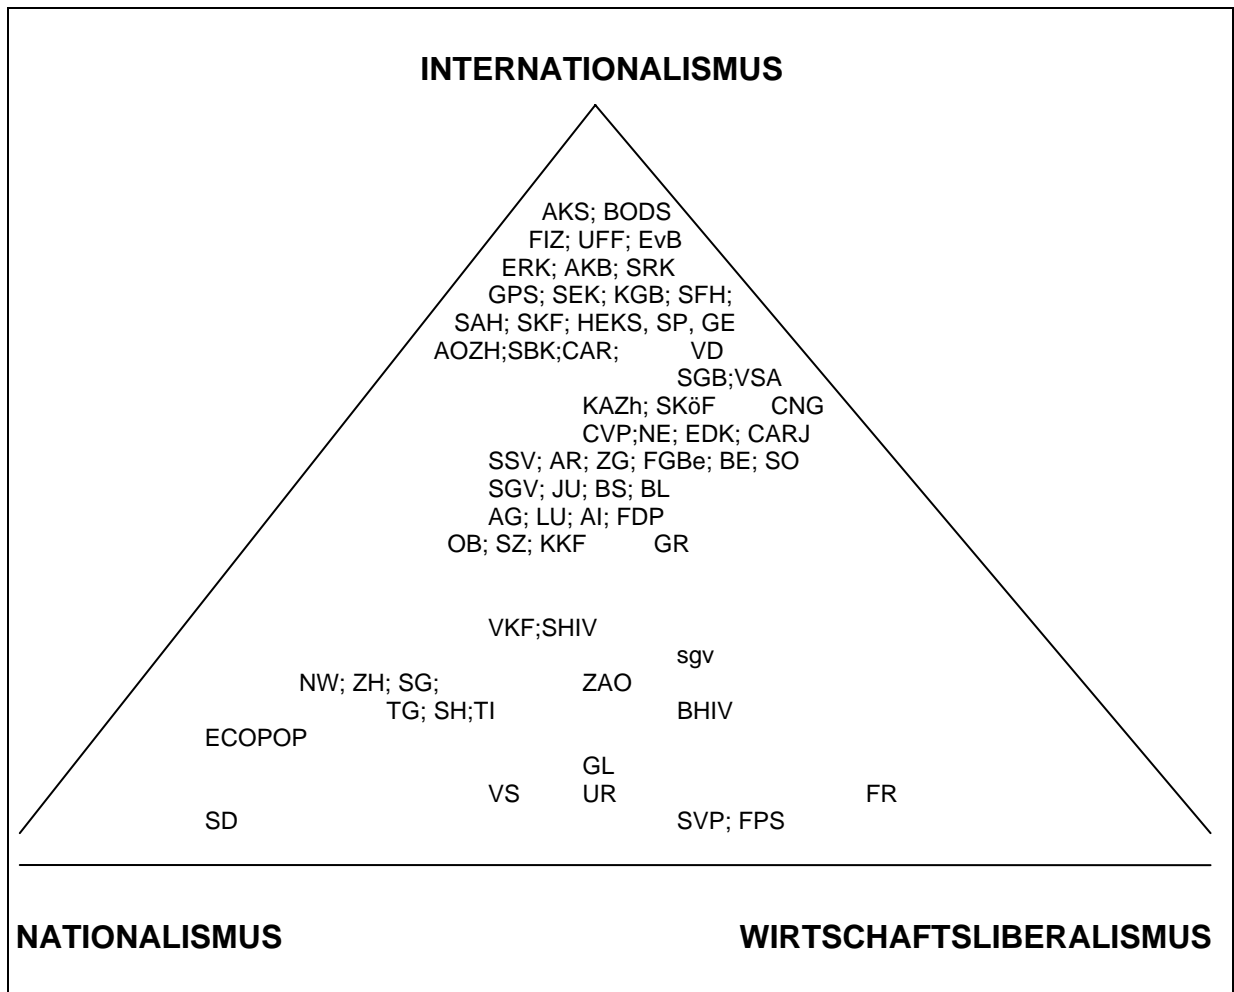 INTERNATIONALISMUS
AKS; BODS
FIZ; UFF; EvB
ERK; AKB; SRK
GPS; SEK; KGB; SFH;
SAH; SKF; HEKS, SP, GE
AOZH;SBK;CAR; VD
SGB;VSA
KAZh; SKöF CNG
CVP;NE; EDK; CARJ
SSV; AR; ZG; FGBe; BE; SO
SGV; JU; BS; BL
AG; LU; AI; FDP
OB; SZ; KKF GR
VKF;SHIV
sgv
NW; ZH; SG; ZAO
TG; SH;TI BHIV
ECOPOP
GL
VS UR FR
SD SVP; FPS
NATIONALISMUS WIRTSCHAFTSLIBERALISMUS